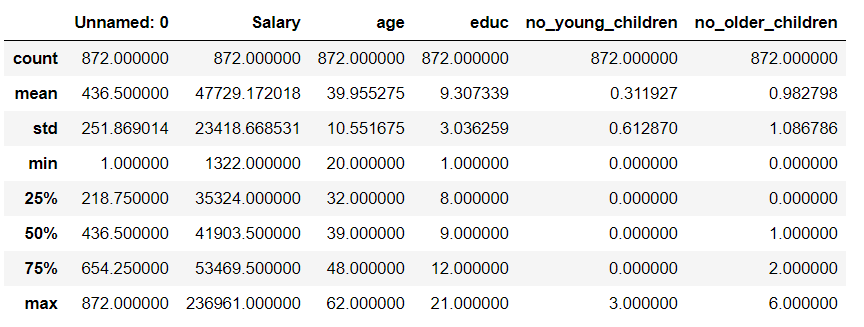 Unnamed: 0 Salary age educ no_young_children no_older_children
count 872.000000 872.000000 872.000000 872.000000 872.000000 872.000000
mean 436.500000 47729.172018 39.955275 9.307339 0.311927 0.982798
std 251.869014 23418.668531 10.551675 3.036259 0.612870 1.086786
min 1.000000 1322.000000 20.000000 1.000000 0.000000 0.000000
25% 218.750000 35324.000000 32.000000 8.000000 0.000000 0.000000
50% 436.500000 41903.500000 39.000000 9.000000 0.000000 1.000000
75% 654.250000 53469.500000 48.000000 12.000000 0.000000 2.000000
max 872.000000 236961.000000 62.000000 21.000000 3.000000 6.000000